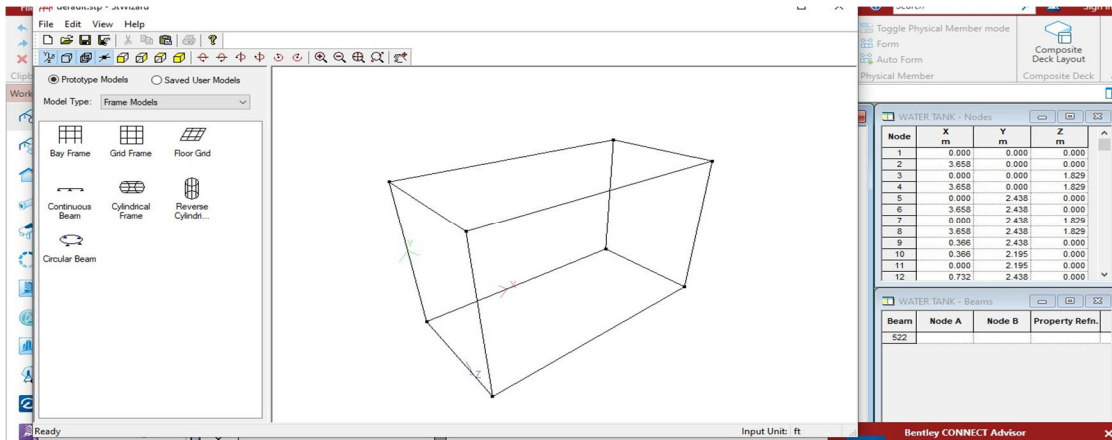 default.stp - StWizard
File Edit View Help
Prototype Models
Saved User Models
Model Type: Frame Models
Bay Frame
Grid Frame
Floor Grid
Continuous Beam
Cylindrical Frame
Reverse Cylindri...
Circular Beam
Y
X
Z
Ready
Input Unit: ft
Toggle Physical Member mode
Form
Auto Form
Physical Member
Composite Deck Layout
Composite Deck
Clipb
Work
WATER TANK - Nodes
Node X m Y m Z m
1 0.000 0.000 0.000
2 3.658 0.000 0.000
3 0.000 0.000 1.829
4 3.658 0.000 1.829
5 0.000 2.438 0.000
6 3.658 2.438 0.000
7 0.000 2.438 1.829
8 3.658 2.438 1.829
9 0.366 2.438 0.000
10 0.366 2.195 0.000
11 0.000 2.195 0.000
12 0.732 2.438 0.000
WATER TANK - Beams
Beam Node A Node B Property Refn.
522
Bentley CONNECT Advisor